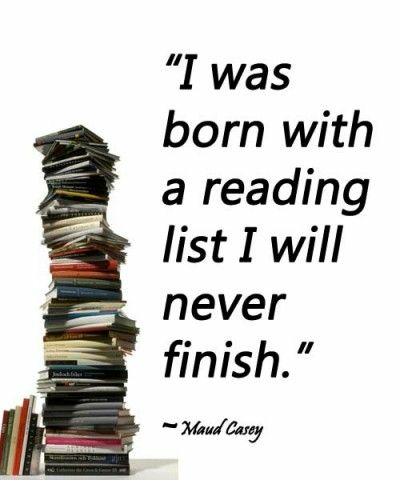 “I was
born with
a reading
list I will
never
finish.”
~ Maud Casey